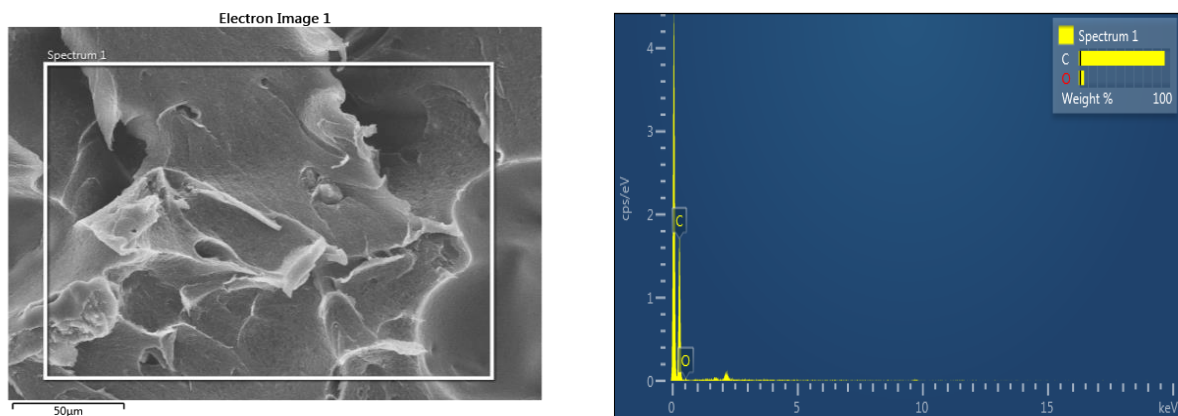 Electron Image 1
Spectrum 1
50µm
Spectrum 1
C
O
Weight % 100
4
3
2
1
0
cps/eV
C
O
0 5 10 15 keV